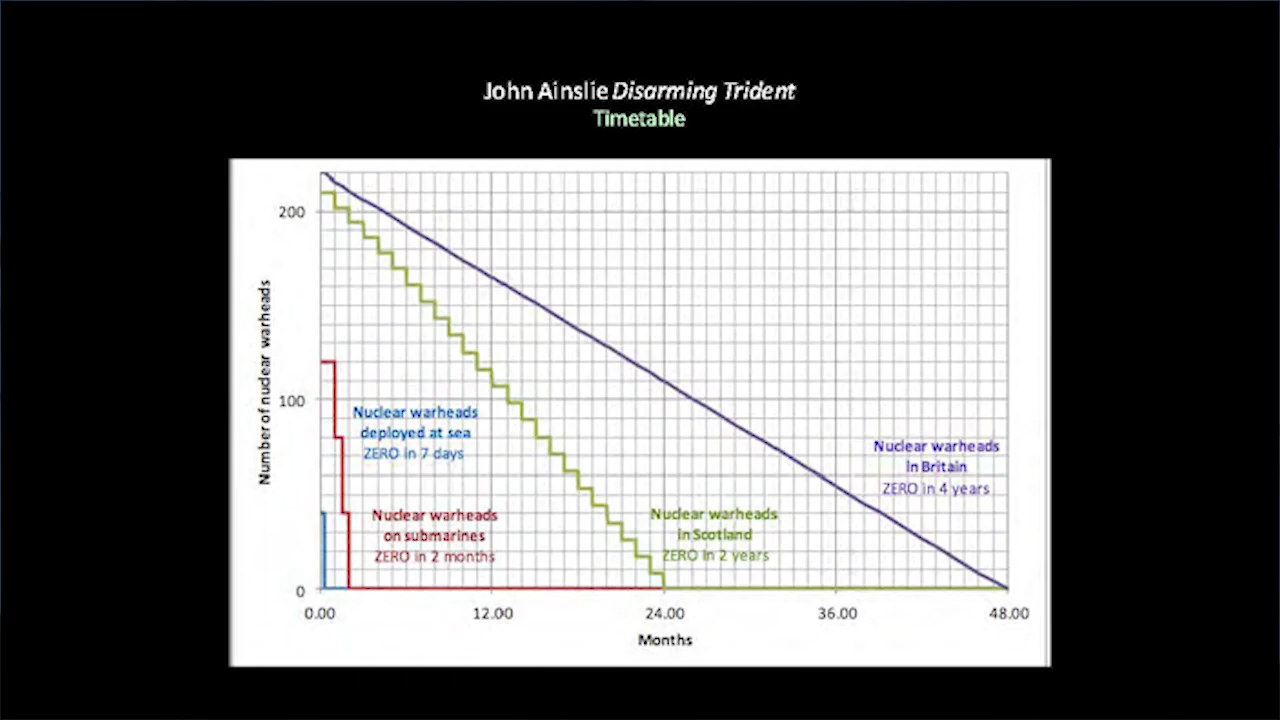 John Ainslie Disarming Trident
Timetable
200
100
0
Number of nuclear warheads
Nuclear warheads
deployed at sea
ZERO in 7 days
Nuclear warheads
on submarines
ZERO in 2 months
Nuclear warheads
in Scotland
ZERO in 2 years
Nuclear warheads
in Britain
ZERO in 4 years
0.00 12.00 24.00 36.00 48.00
Months